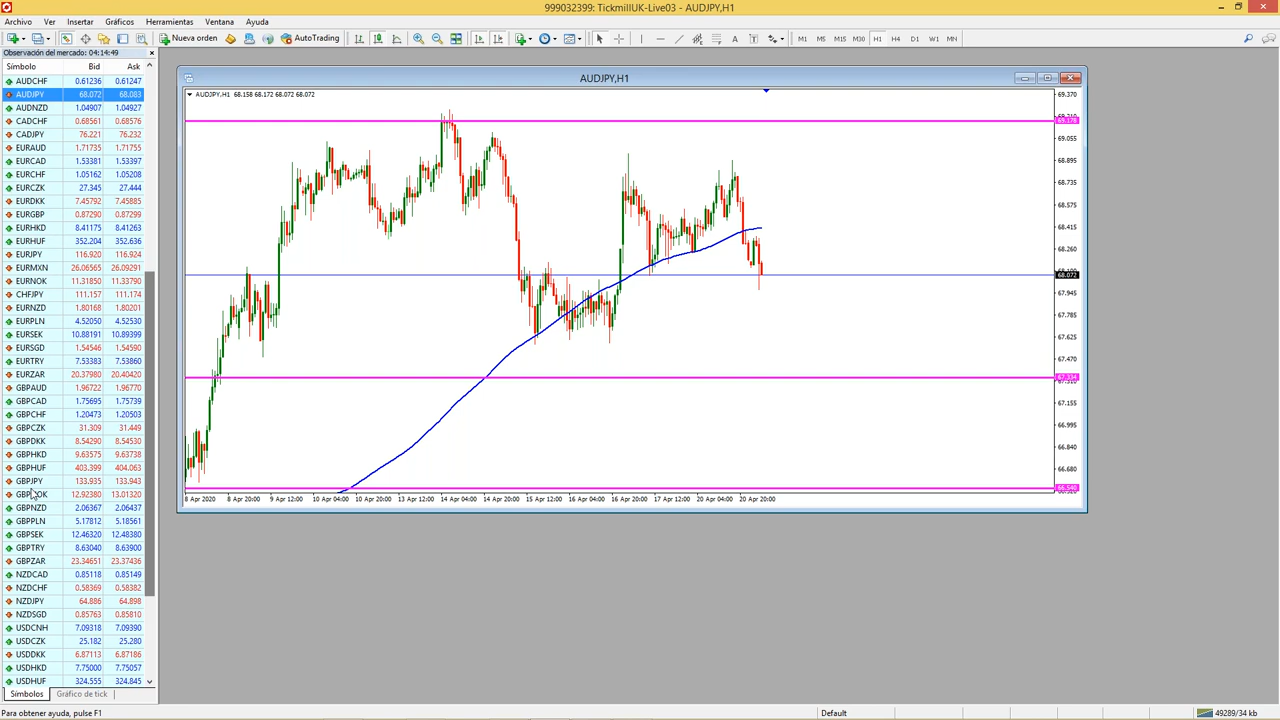 999032399: TickmillUK-Live03 - AUDJPY,H1
Archivo Ver Insertar Gráficos Herramientas Ventana Ayuda
Nueva orden AutoTrading M1 M5 M15 M30 H1 H4 D1 W1 MN
Observación del mercado: 04:14:49
Símbolo Bid Ask
AUDCHF 0.61236 0.61247
AUDJPY 68.072 68.083
AUDNZD 1.04907 1.04927
CADCHF 0.68561 0.68576
CADJPY 76.221 76.232
EURAUD 1.71735 1.71755
EURCAD 1.53381 1.53397
EURCHF 1.05162 1.05208
EURCZK 27.345 27.444
EURDKK 7.45792 7.45885
EURGBP 0.87290 0.87299
EURHKD 8.41175 8.41263
EURHUF 352.204 352.636
EURJPY 116.920 116.924
EURMXN 26.06565 26.09291
EURNOK 11.31850 11.33790
CHFJPY 111.157 111.174
EURNZD 1.80168 1.80201
EURPLN 4.52050 4.52530
EURSEK 10.88191 10.89399
EURSGD 1.54546 1.54590
EURTRY 7.53383 7.53860
EURZAR 20.37980 20.40420
GBPAUD 1.96722 1.96770
GBPCAD 1.75695 1.75739
GBPCHF 1.20473 1.20503
GBPCZK 31.309 31.449
GBPDKK 8.54290 8.54530
GBPHKD 9.63575 9.63738
GBPHUF 403.399 404.063
GBPJPY 133.935 133.943
GBPNOK 12.92380 13.01320
GBPNZD 2.06367 2.06437
GBPPLN 5.17812 5.18561
GBPSEK 12.46320 12.48380
GBPTRY 8.63040 8.63900
GBPZAR 23.34651 23.37436
NZDCAD 0.85118 0.85149
NZDCHF 0.58369 0.58382
NZDJPY 64.886 64.898
NZDSGD 0.85763 0.85810
USDCNH 7.09318 7.09390
USDCZK 25.182 25.280
USDDKK 6.87113 6.87186
USDHKD 7.75000 7.75057
USDHUF 324.555 324.845
Símbolos Gráfico de tick
AUDJPY,H1
AUDJPY,H1 68.158 68.172 68.072 68.072
69.370
69.178
69.055
68.895
68.735
68.575
68.415
68.260
68.072
67.945
67.785
67.625
67.470
67.334
67.155
66.995
66.840
66.680
66.540
8 Apr 2020 8 Apr 20:00 9 Apr 12:00 10 Apr 04:00 10 Apr 20:00 13 Apr 12:00 14 Apr 04:00 14 Apr 20:00 15 Apr 12:00 16 Apr 04:00 16 Apr 20:00 17 Apr 12:00 20 Apr 04:00 20 Apr 20:00
Para obtener ayuda, pulse F1 Default 49289/34 kb